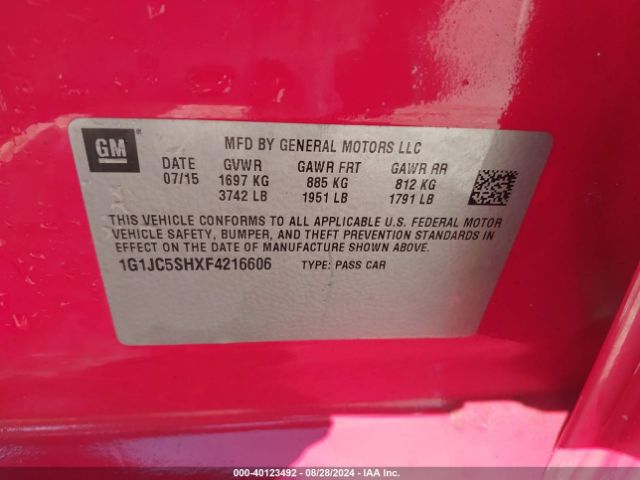 GM
MFD BY GENERAL MOTORS LLC
DATE GVWR GAWR FRT GAWR RR
07/15 1697 KG 885 KG 812 KG
3742 LB 1951 LB 1791 LB
THIS VEHICLE CONFORMS TO ALL APPLICABLE U.S. FEDERAL MOTOR
VEHICLE SAFETY, BUMPER, AND THEFT PREVENTION STANDARDS IN
EFFECT ON THE DATE OF MANUFACTURE SHOWN ABOVE.
1G1JC5SHXF4216606 TYPE: PASS CAR
000-40123492 - 08/28/2024 - IAA Inc.